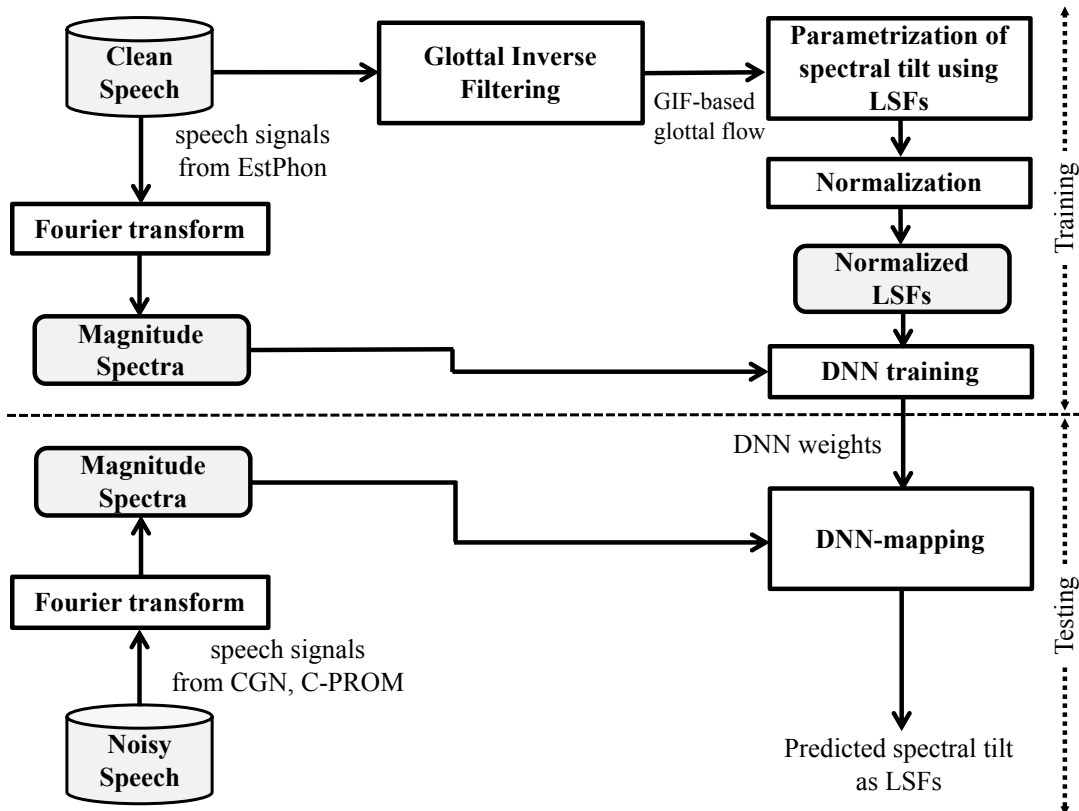 Clean
Speech
Glottal Inverse
Filtering
Parametrization of
spectral tilt using
LSFs
GIF-based
glottal flow
speech signals
from EstPhon
Normalization
Fourier transform
Normalized
LSFs
Magnitude
Spectra
DNN training
Training
DNN weights
Magnitude
Spectra
DNN-mapping
Fourier transform
speech signals
from CGN, C-PROM
Noisy
Speech
Predicted spectral tilt
as LSFs
Testing